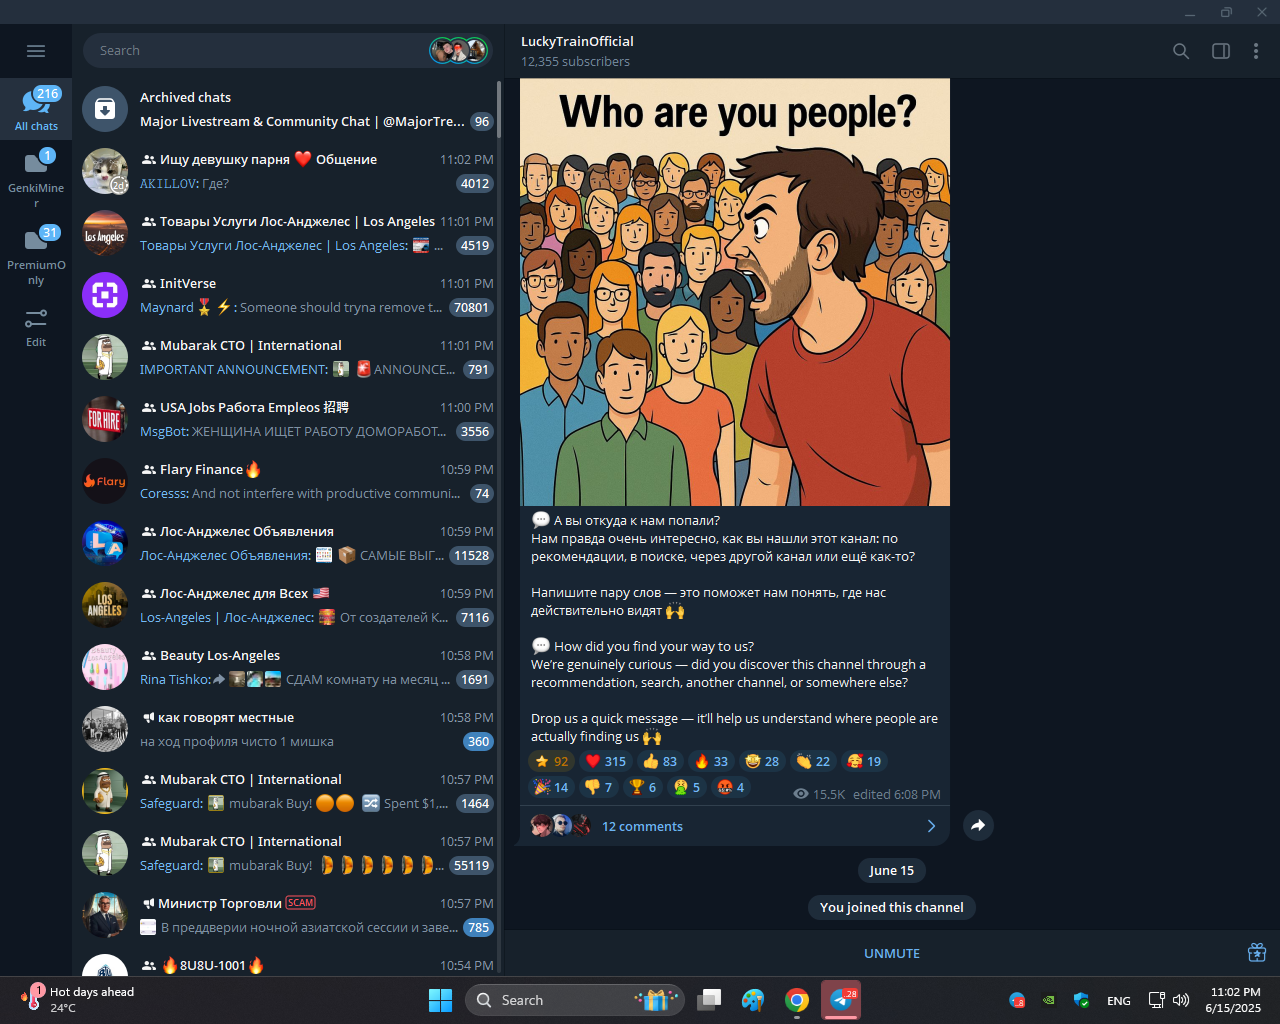 Search
LuckyTrainOfficial
12,355 subscribers
216
All chats
1
GenkiMine
r
31
PremiumO
nly
Edit
Archived chats
Major Livestream & Community Chat | @MajorTre... 96
Ищу девушку парня ❤️ Общение 11:02 PM
2d
AKILLOV: Где? 4012
Товары Услуги Лос-Анджелес | Los Angeles 11:01 PM
Los Angeles
Товары Услуги Лос-Анджелес | Los Angeles: ... 4519
InitVerse 11:01 PM
Maynard 🎖⚡: Someone should tryna remove t... 70801
Mubarak CTO | International 11:01 PM
IMPORTANT ANNOUNCEMENT: 🚨 ANNOUNCE... 791
USA Jobs Работа Empleos 招聘 11:00 PM
FOR HIRE
MsgBot: ЖЕНЩИНА ИЩЕТ РАБОТУ ДОМОРАБОТ... 3556
Flary Finance🔥 10:59 PM
Flary
Coresss: And not interfere with productive communi... 74
Лос-Анджелес Объявления 10:59 PM
LA
Лос-Анджелес Объявления: 📦 САМЫЕ ВЫГ... 11528
Лос-Анджелес для Всех 🇺🇸 10:59 PM
LOS
ANGELES
Los-Angeles | Лос-Анджелес: От создателей К... 7116
Beauty Los-Angeles 10:58 PM
Rina Tishko: СДАМ комнату на месяц ... 1691
как говорят местные 10:58 PM
на ход профиля чисто 1 мишка 360
Mubarak CTO | International 10:57 PM
Safeguard: mubarak Buy! 🟠🟠 🔀 Spent $1,... 1464
Mubarak CTO | International 10:57 PM
Safeguard: mubarak Buy! ... 55119
Министр Торговли SCAM 10:57 PM
В преддверии ночной азиатской сессии и заве... 785
🔥8U8U-1001🔥 10:54 PM
Who are you people?
💬 А вы откуда к нам попали?
Нам правда очень интересно, как вы нашли этот канал: по
рекомендации, в поиске, через другой канал или ещё как-то?
Напишите пару слов — это поможет нам понять, где нас
действительно видят 🙌
💬 How did you find your way to us?
We’re genuinely curious — did you discover this channel through a
recommendation, search, another channel, or somewhere else?
Drop us a quick message — it’ll help us understand where people are
actually finding us 🙌
⭐ 92 ❤️ 315 👍 83 🔥 33 🤩 28 👏 22 🥰 19
🎉 14 👎 7 🏆 6 🤮 5 🤬 4
15.5K edited 6:08 PM
12 comments
June 15
You joined this channel
UNMUTE
1
Hot days ahead
24°C
Search
.28
ENG
11:02 PM
6/15/2025